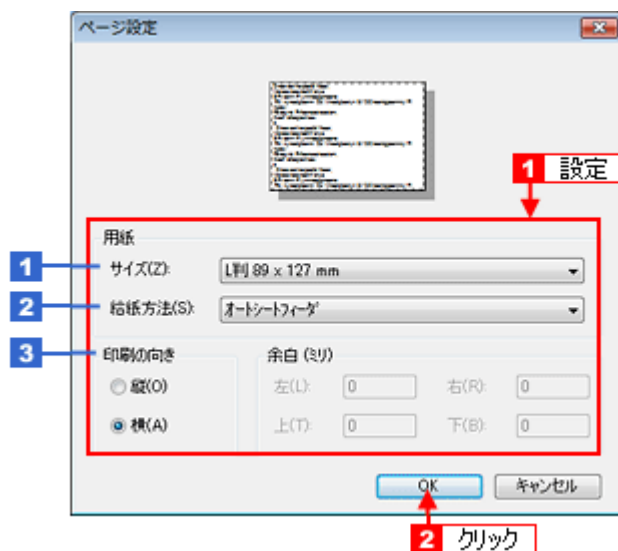 ページ設定
1 設定
用紙
1 サイズ(Z): L判 89 x 127 mm
2 給紙方法(S): オートシートフィーダ
3 印刷の向き 余白 (ミリ)
縦(O) 左(L): 0 右(R): 0
横(A) 上(T): 0 下(B): 0
OK キャンセル
2 クリック